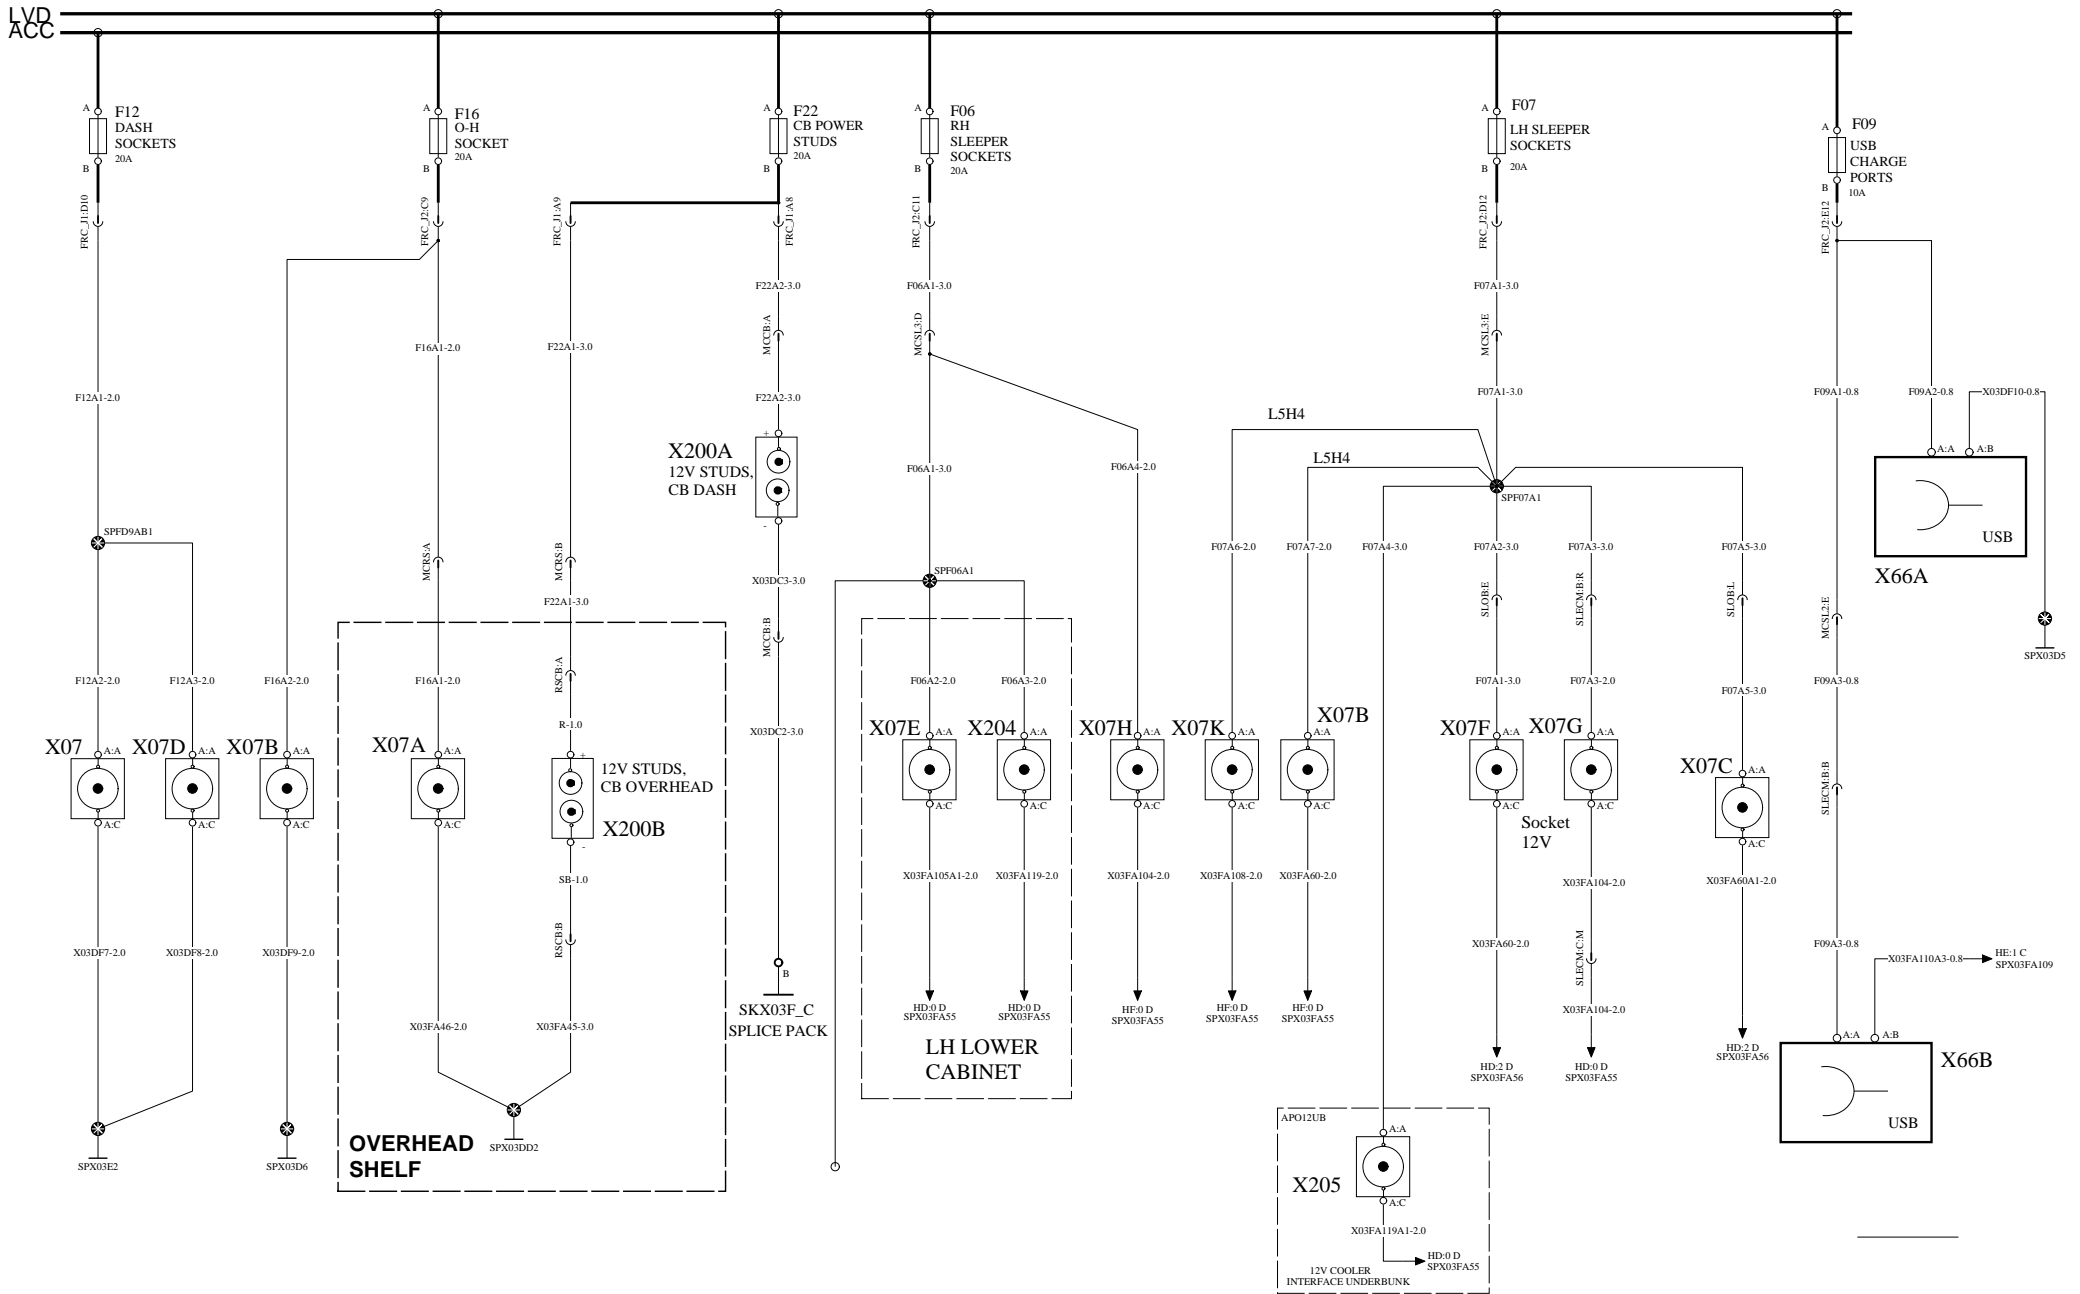 LVD
ACC
A
F12
DASH
SOCKETS
20A
B
FRC_J1:D10
A
F16
O-H
SOCKET
20A
B
FRC_J2:C9
FRC_J1:A9
A
F22
CB POWER
STUDS
20A
B
FRC_J1:A8
A
F06
RH
SLEEPER
SOCKETS
20A
B
FRC_J2:C11
A
F07
LH SLEEPER
SOCKETS
20A
B
FRC_J2:D12
A
F09
USB
CHARGE
PORTS
10A
B
FRC_J2:E12
F22A2-3.0
F06A1-3.0
F07A1-3.0
MCCB:A
MCSL3:D
MCSL3:E
F16A1-2.0
F22A1-3.0
F12A1-2.0
F22A2-3.0
F07A1-3.0
F09A1-0.8
F09A2-0.8
X03DF10-0.8
L5H4
L5H4
X200A
12V STUDS,
CB DASH
+
-
F06A1-3.0
F06A4-2.0
A:A
A:B
USB
X66A
SPF07A1
SPFD9AB1
MCRS:A
MCRS:B
F07A6-2.0
F07A7-2.0
F07A4-3.0
F07A2-3.0
F07A3-3.0
F07A5-3.0
X03DC3-3.0
SPF06A1
SLOB:E
SLECM:B:R
SLOB:L
F22A1-3.0
MCCB:B
MCSL2:E
SPX03D5
RSCB:A
F12A2-2.0
F12A3-2.0
F16A2-2.0
F16A1-2.0
F06A2-2.0
F06A3-2.0
F07A1-3.0
F07A3-2.0
F07A5-3.0
F09A3-0.8
R-1.0
X03DC2-3.0
X07
A:A
X07D
A:A
X07B
A:A
X07A
A:A
+
12V STUDS,
CB OVERHEAD
X200B
-
X07E
A:A
X204
A:A
X07H
A:A
X07K
A:A
X07B
A:A
X07F
A:A
X07G
A:A
X07C
A:A
SLECM:B:B
A:C
A:C
A:C
A:C
A:C
A:C
A:C
A:C
A:C
A:C
A:C
A:C
Socket
12V
SB-1.0
X03FA105A1-2.0
X03FA119-2.0
X03FA104-2.0
X03FA108-2.0
X03FA60-2.0
X03FA104-2.0
X03FA60A1-2.0
RSCB:B
X03DF7-2.0
X03DF8-2.0
X03DF9-2.0
X03FA60-2.0
SLECM:C:M
F09A3-0.8
X03FA110A3-0.8
HE:1 C
SPX03FA109
B
SKX03F_C
SPLICE PACK
X03FA46-2.0
X03FA45-3.0
HD:0 D
SPX03FA55
HD:0 D
SPX03FA55
HF:0 D
SPX03FA55
HF:0 D
SPX03FA55
HF:0 D
SPX03FA55
X03FA104-2.0
LH LOWER
CABINET
HD:2 D
SPX03FA56
HD:0 D
SPX03FA55
HD:2 D
SPX03FA56
A:A
A:B
X66B
USB
APO12UB
A:A
X205
A:C
X03FA119A1-2.0
HD:0 D
SPX03FA55
12V COOLER
INTERFACE UNDERBUNK
SPX03E2
SPX03D6
OVERHEAD
SHELF
SPX03DD2